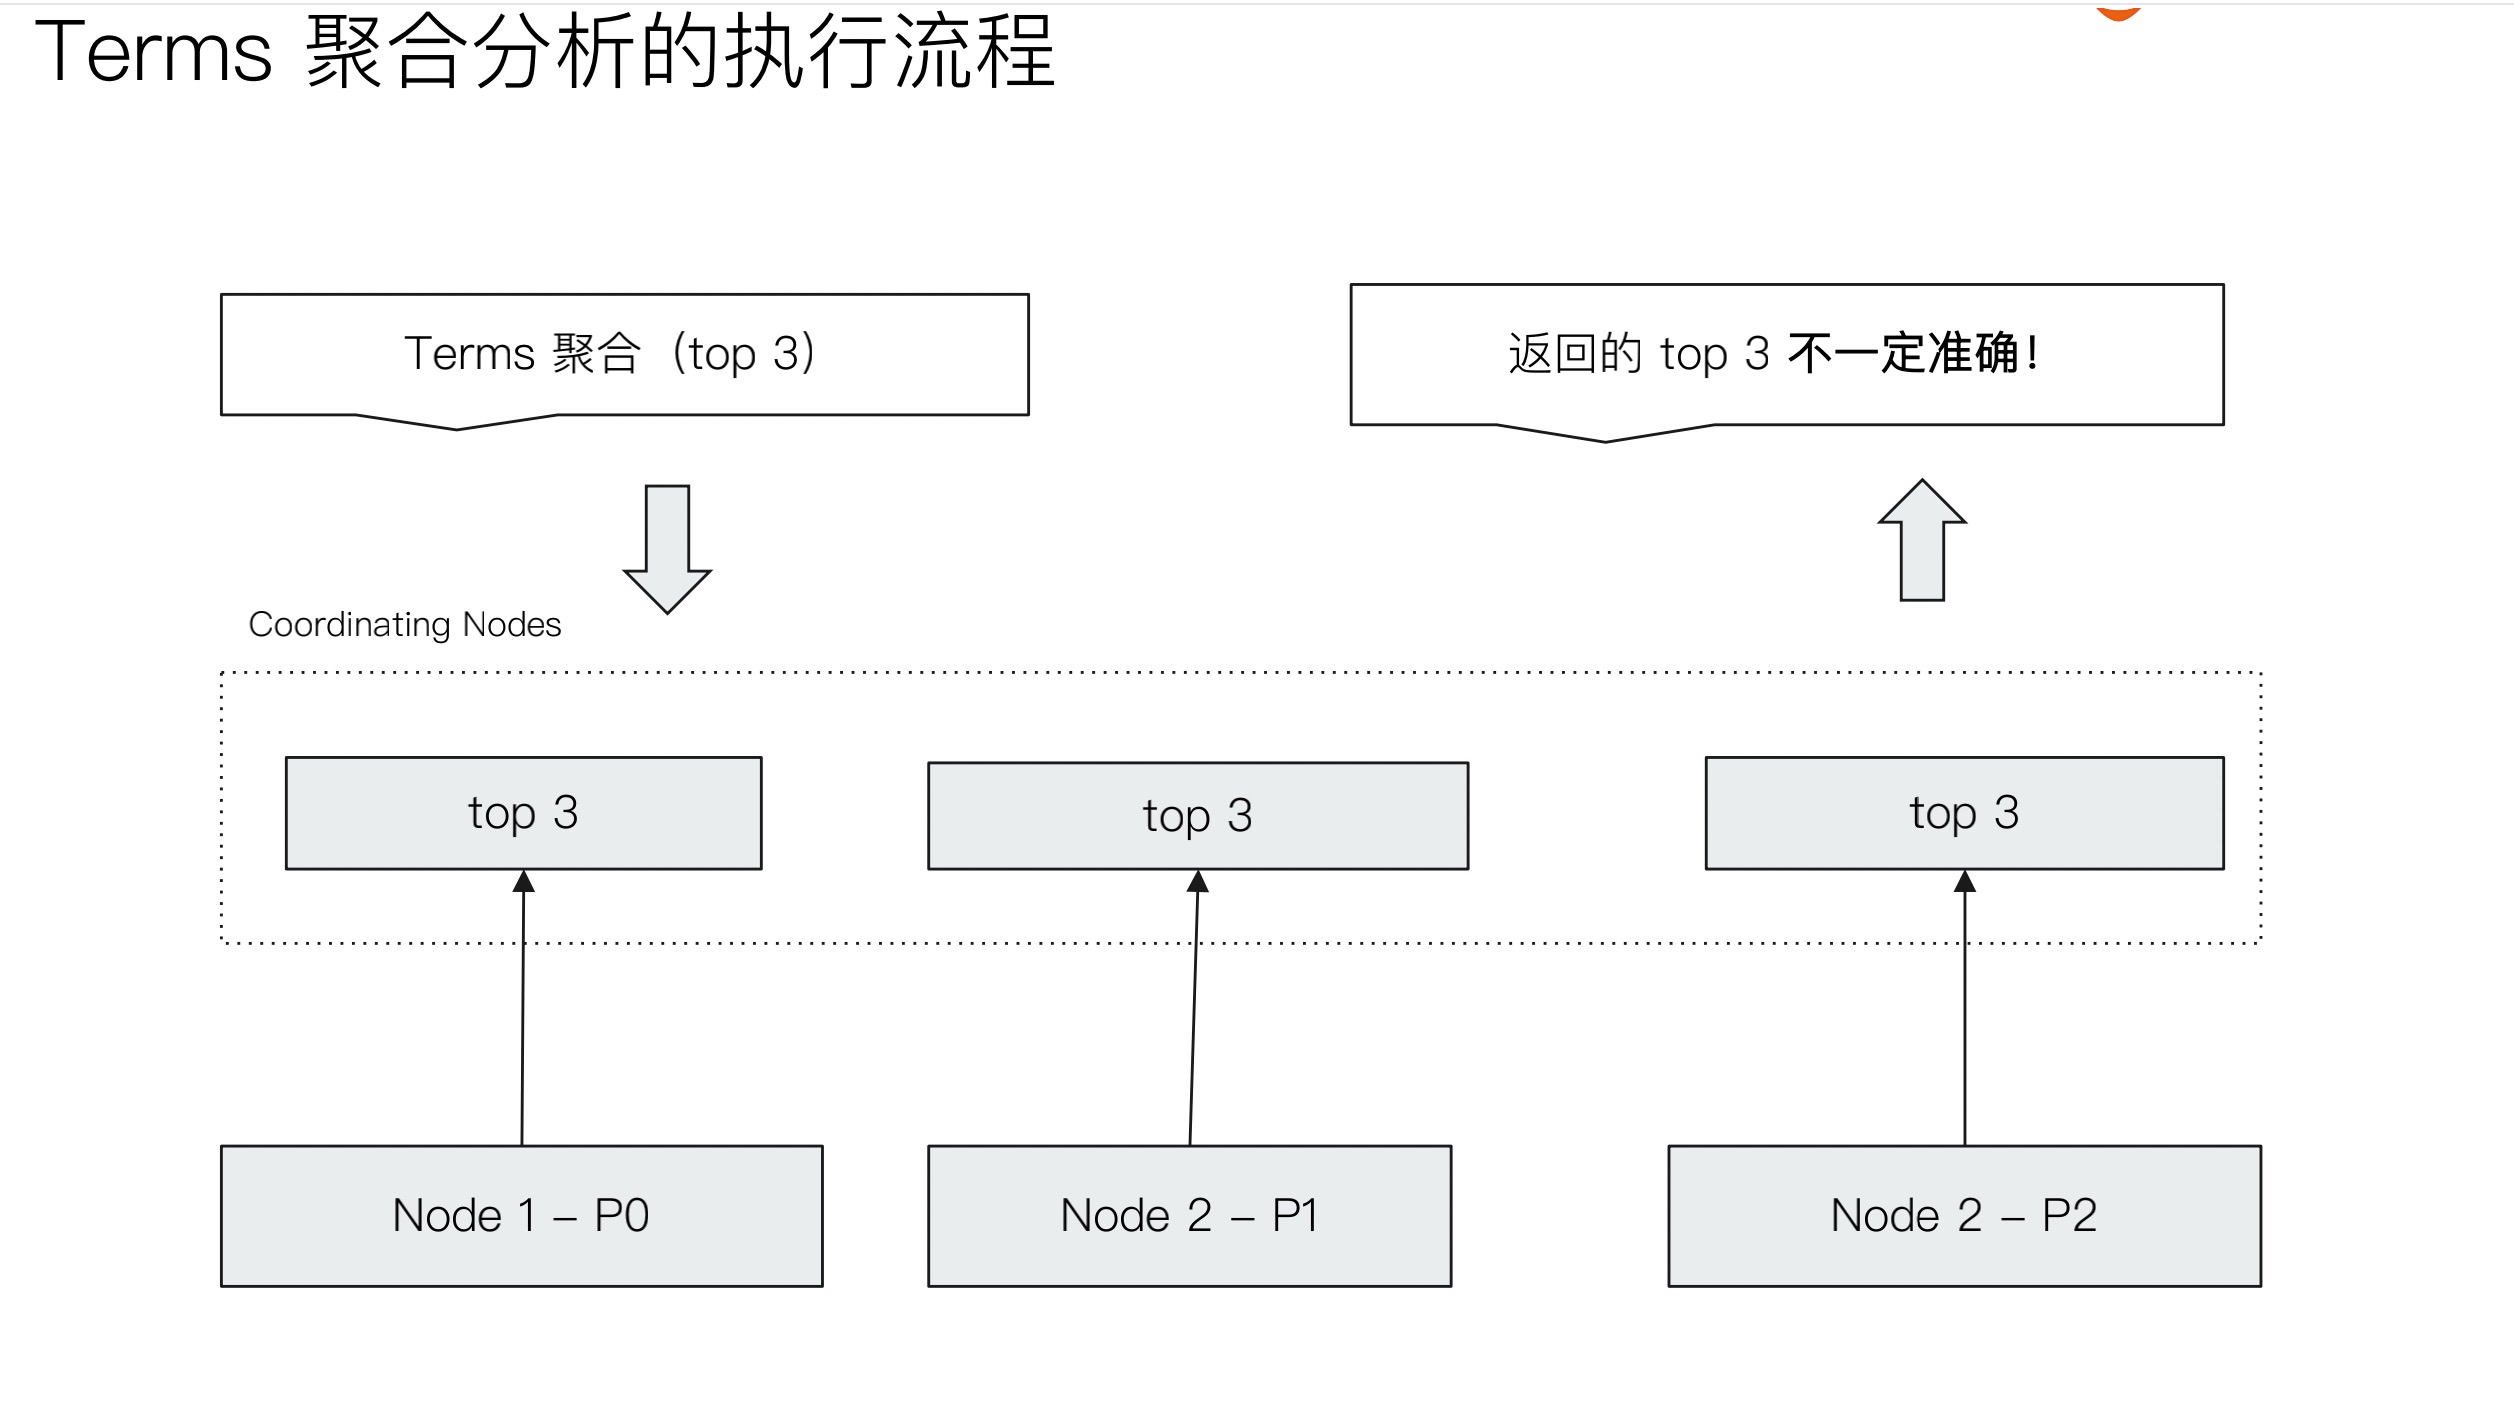 Terms 聚合分析的执行流程
Terms 聚合（top 3）
返回的 top 3 不一定准确！
Coordinating Nodes
top 3
top 3
top 3
Node 1 – P0
Node 2 – P1
Node 2 – P2